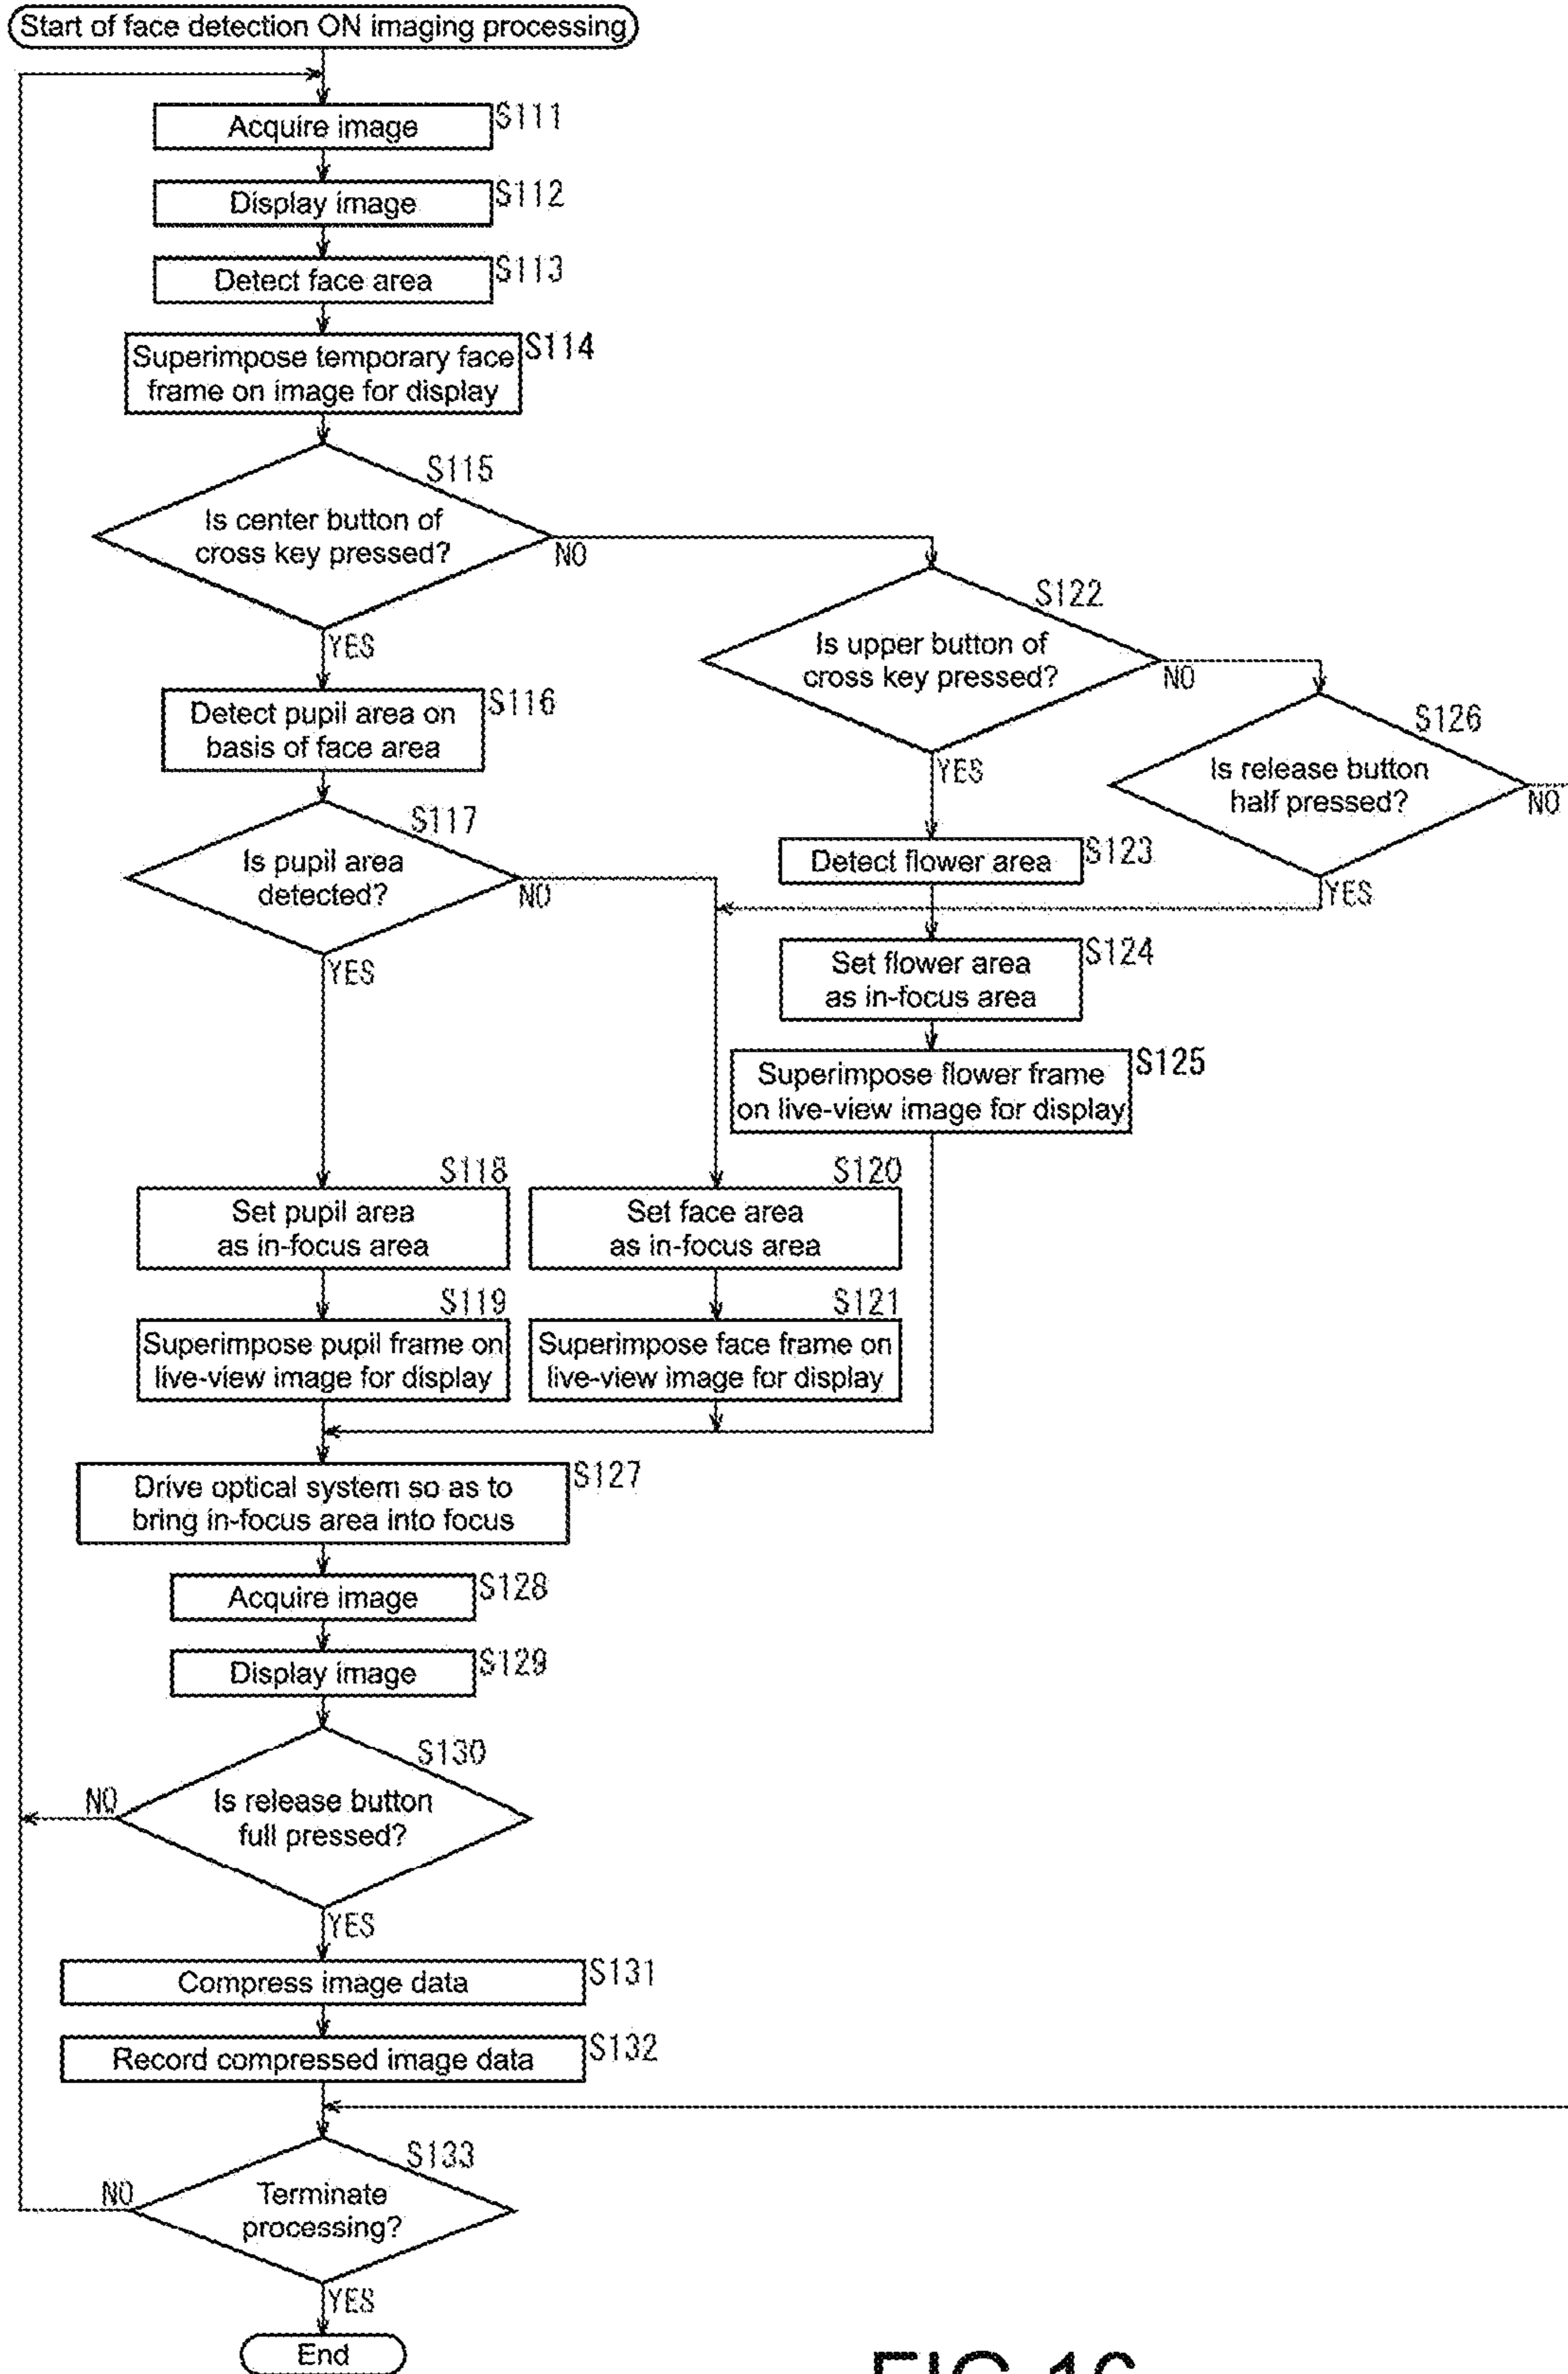 Start of face detection ON imaging processing
Acquire image
S111
Display image
S112
Detect face area
S113
Superimpose temporary face
frame on image for display
S114
S115
Is center button of
cross key pressed?
NO
YES
S122
Is upper button of
cross key pressed?
NO
YES
S126
Is release button
half pressed?
NO
YES
Detect pupil area on
basis of face area
S116
S117
Is pupil area
detected?
NO
YES
Detect flower area
S123
Set flower area
as in-focus area
S124
Superimpose flower frame
on live-view image for display
S125
S118
Set pupil area
as in-focus area
S120
Set face area
as in-focus area
S119
Superimpose pupil frame on
live-view image for display
S121
Superimpose face frame on
live-view image for display
Drive optical system so as to
bring in-focus area into focus
S127
Acquire image
S128
Display image
S129
S130
Is release button
full pressed?
NO
YES
Compress image data
S131
Record compressed image data
S132
S133
Terminate
processing?
NO
YES
End
FIG.16